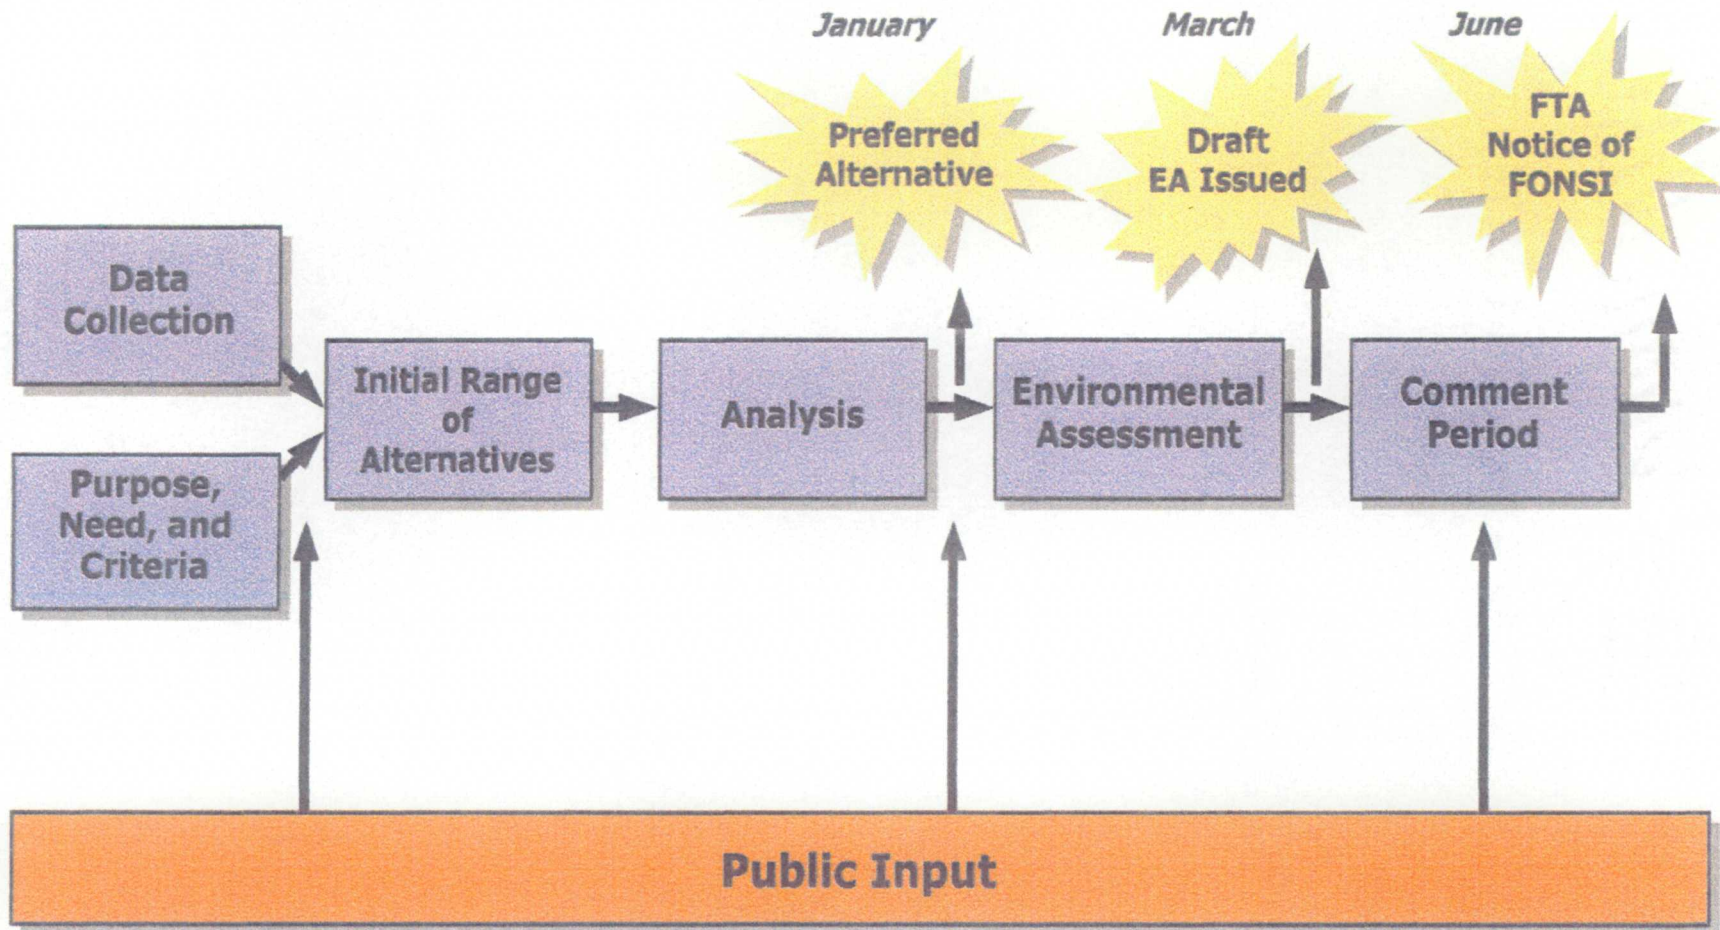 January
March
June
Preferred
Alternative
Draft
EA Issued
FTA
Notice of
FONSI
Data
Collection
Purpose,
Need, and
Criteria
Initial Range
of
Alternatives
Analysis
Environmental
Assessment
Comment
Period
Public Input